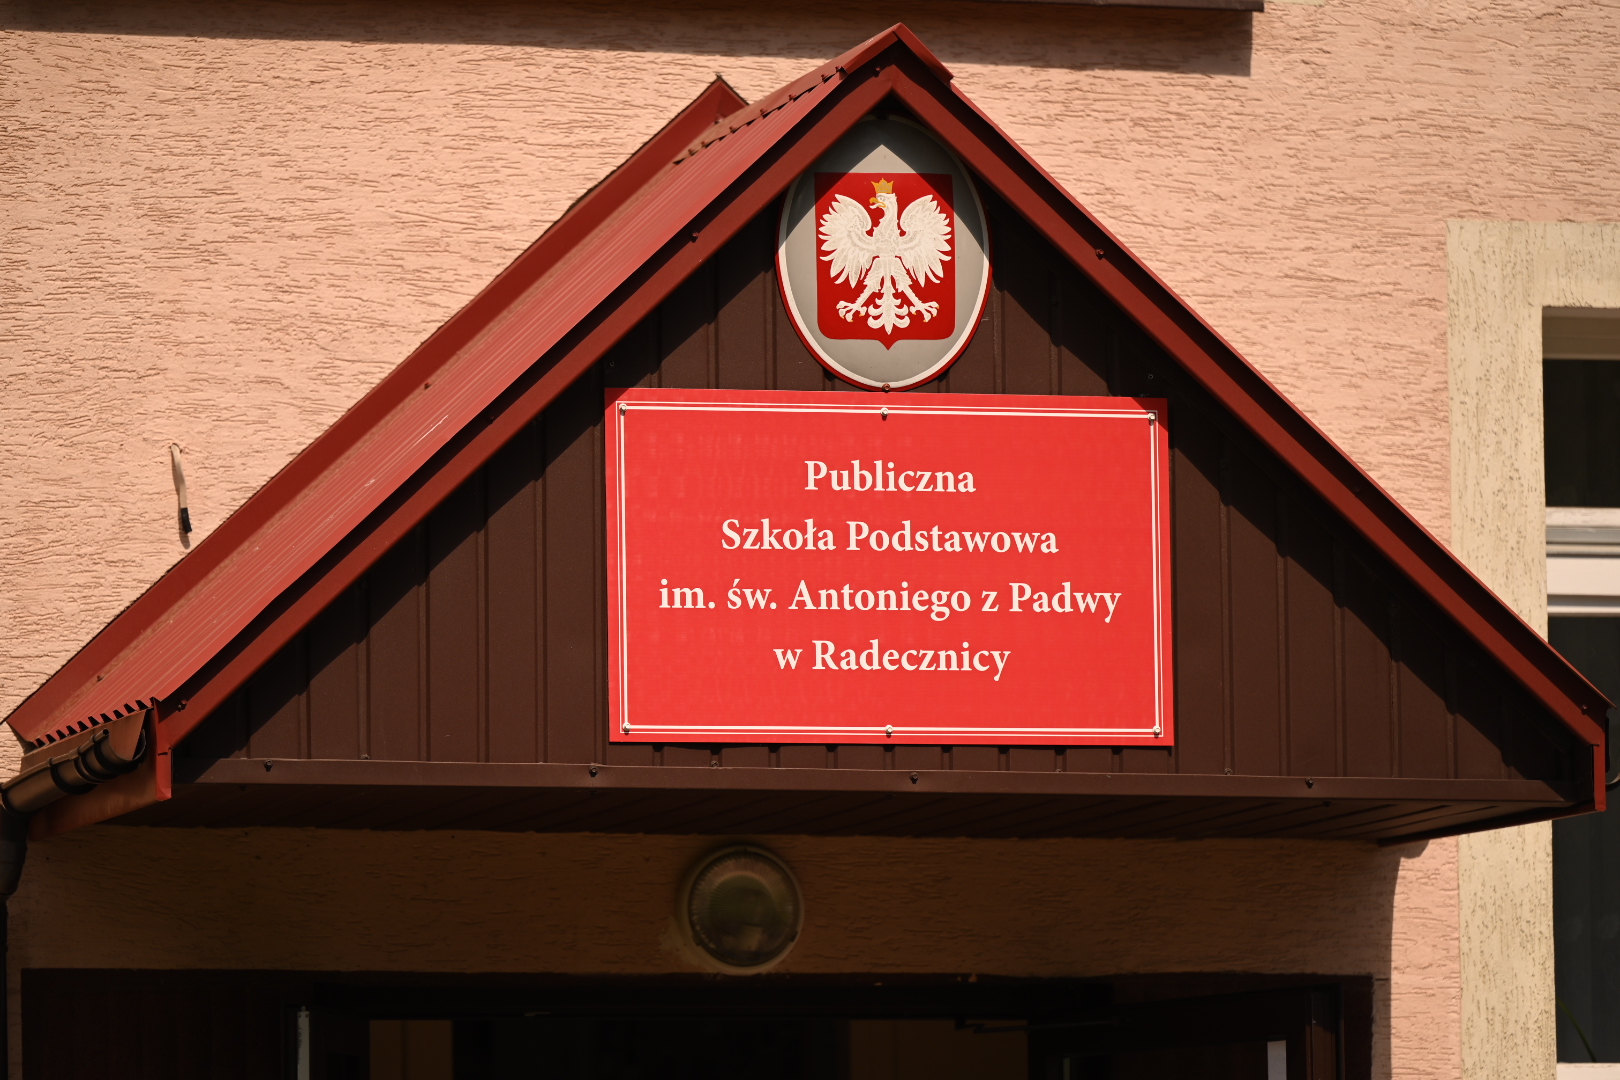 Publiczna
Szkoła Podstawowa
im. św. Antoniego z Padwy
w Radecznicy